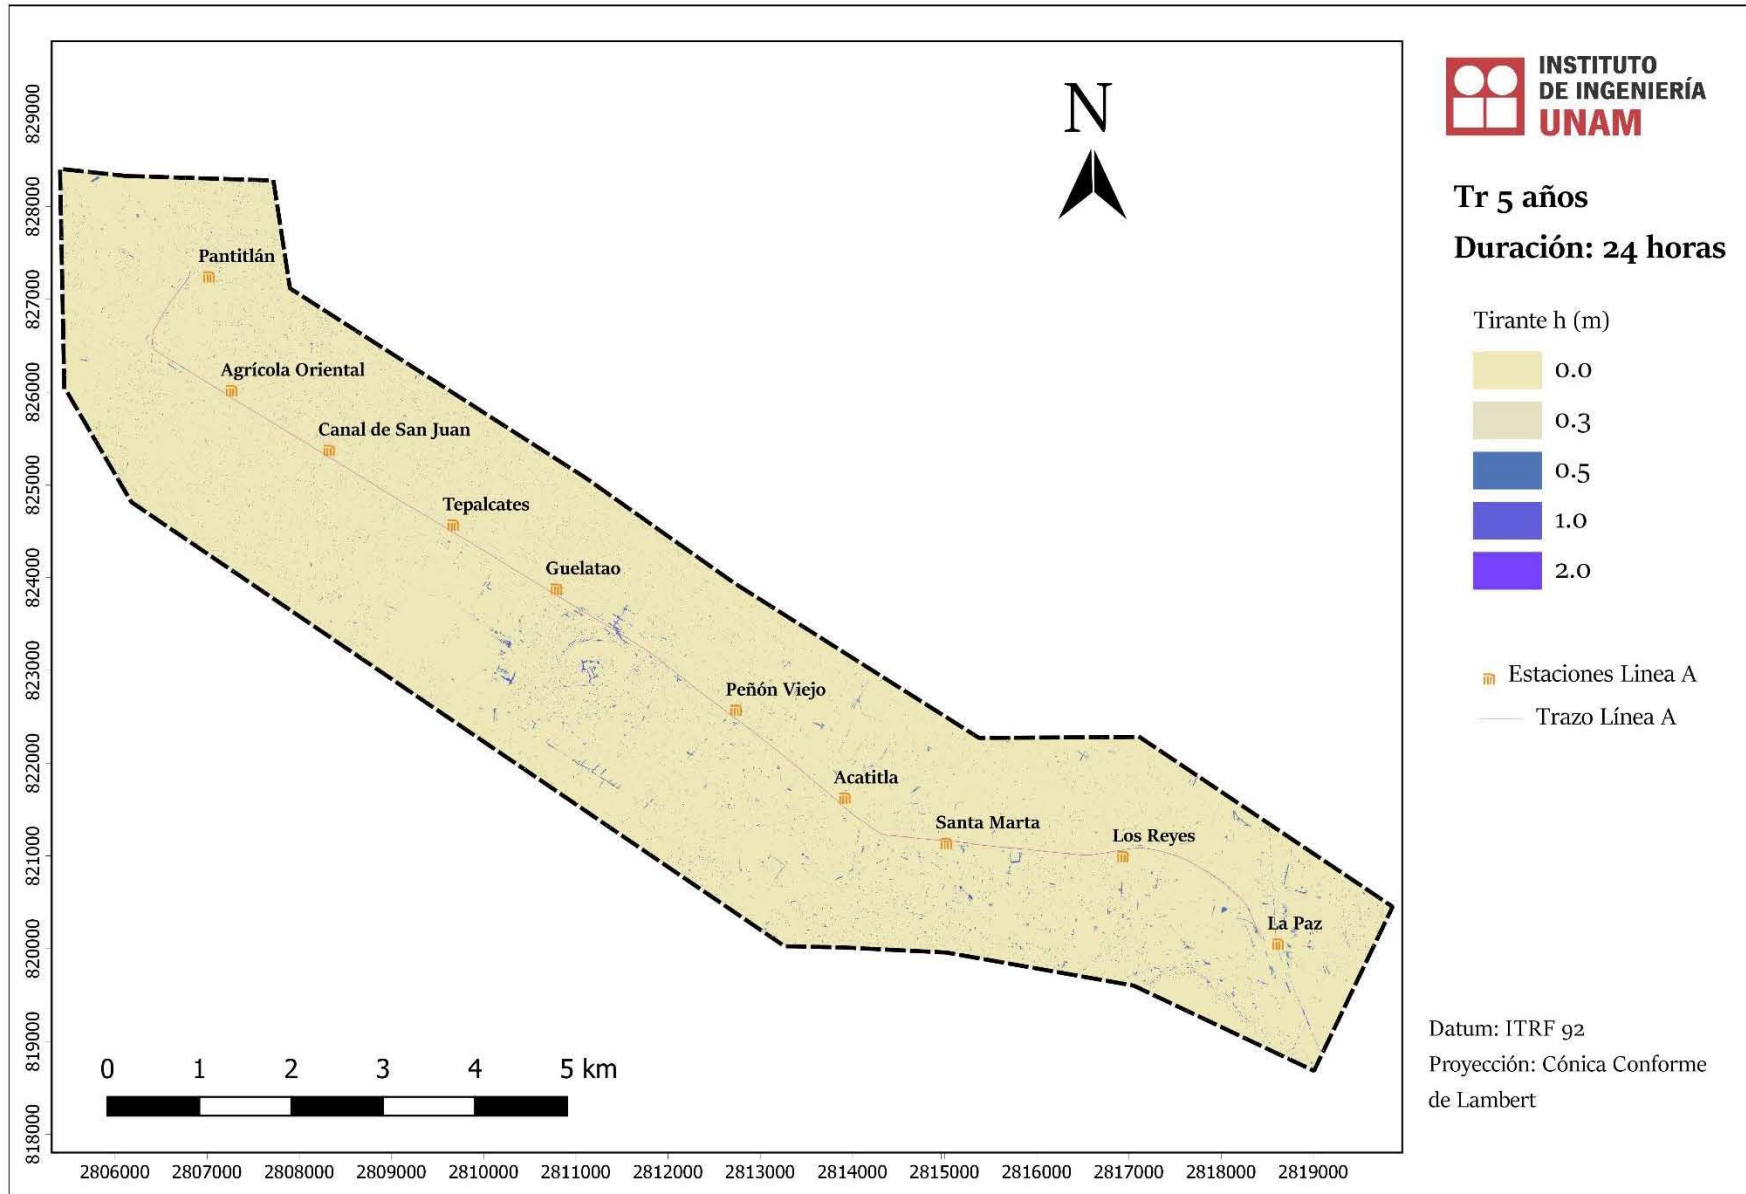 INSTITUTO
DE INGENIERÍA
UNAM
Tr 5 años
Duración: 24 horas
Tirante h (m)
0.0
0.3
0.5
1.0
2.0
Estaciones Linea A
Trazo Línea A
Datum: ITRF 92
Proyección: Cónica Conforme
de Lambert
N
829000
828000
827000
826000
825000
824000
823000
822000
821000
820000
819000
818000
Pantitlán
Agrícola Oriental
Canal de San Juan
Tepalcates
Guelatao
Peñón Viejo
Acatitla
Santa Marta
Los Reyes
La Paz
0 1 2 3 4 5 km
2806000 2807000 2808000 2809000 2810000 2811000 2812000 2813000 2814000 2815000 2816000 2817000 2818000 2819000